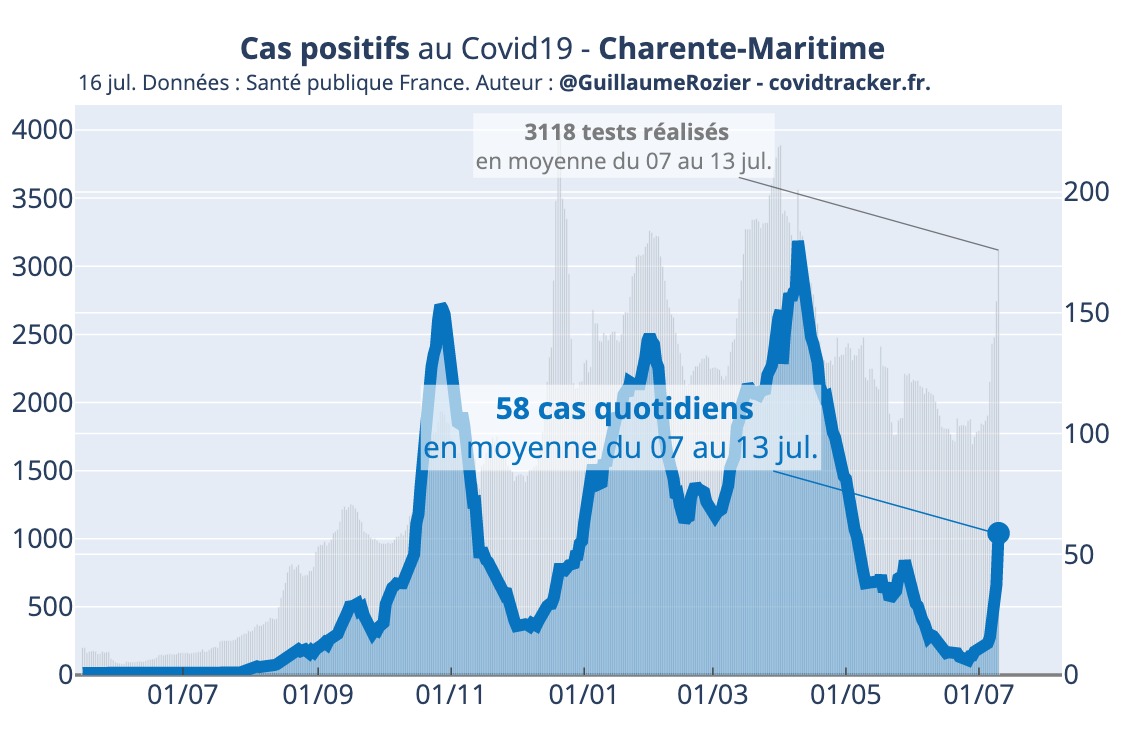 Cas positifs au Covid19 - Charente-Maritime
16 jul. Données : Santé publique France. Auteur : @GuillaumeRozier - covidtracker.fr.
3118 tests réalisés
en moyenne du 07 au 13 jul.
58 cas quotidiens
en moyenne du 07 au 13 jul.
4000
3500
3000
2500
2000
1500
1000
500
0
200
150
100
50
0
01/07 01/09 01/11 01/01 01/03 01/05 01/07